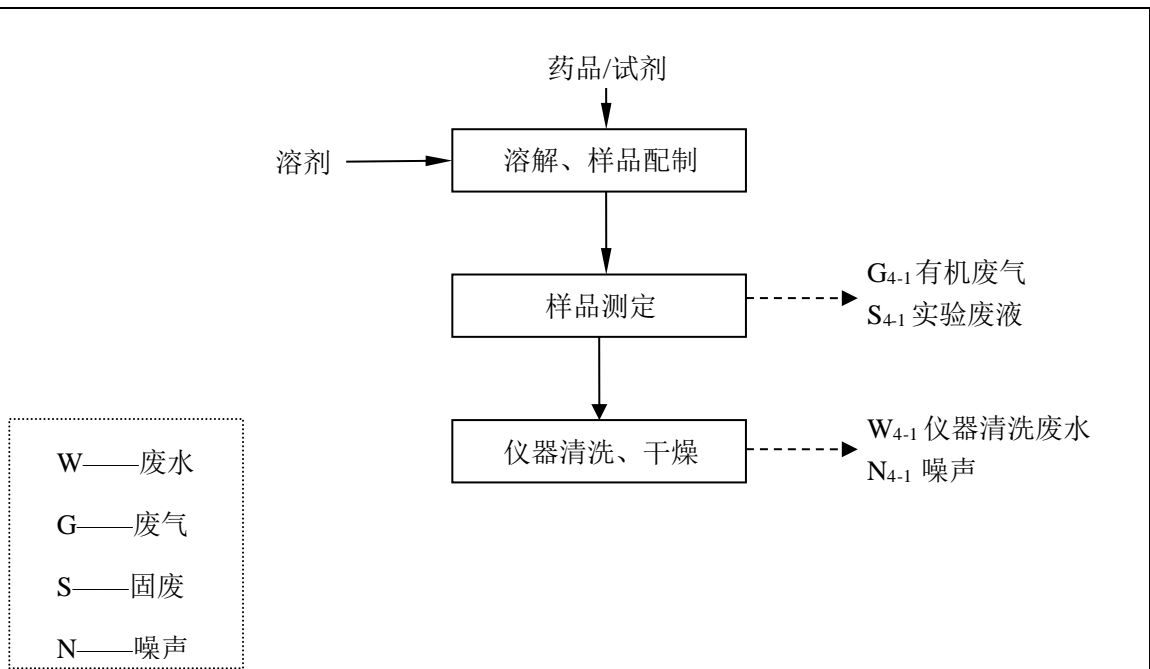 药品/试剂
溶剂
溶解、样品配制
样品测定
G4-1有机废气
S4-1实验废液
仪器清洗、干燥
W4-1仪器清洗废水
N4-1 噪声
W——废水
G——废气
S——固废
N——噪声